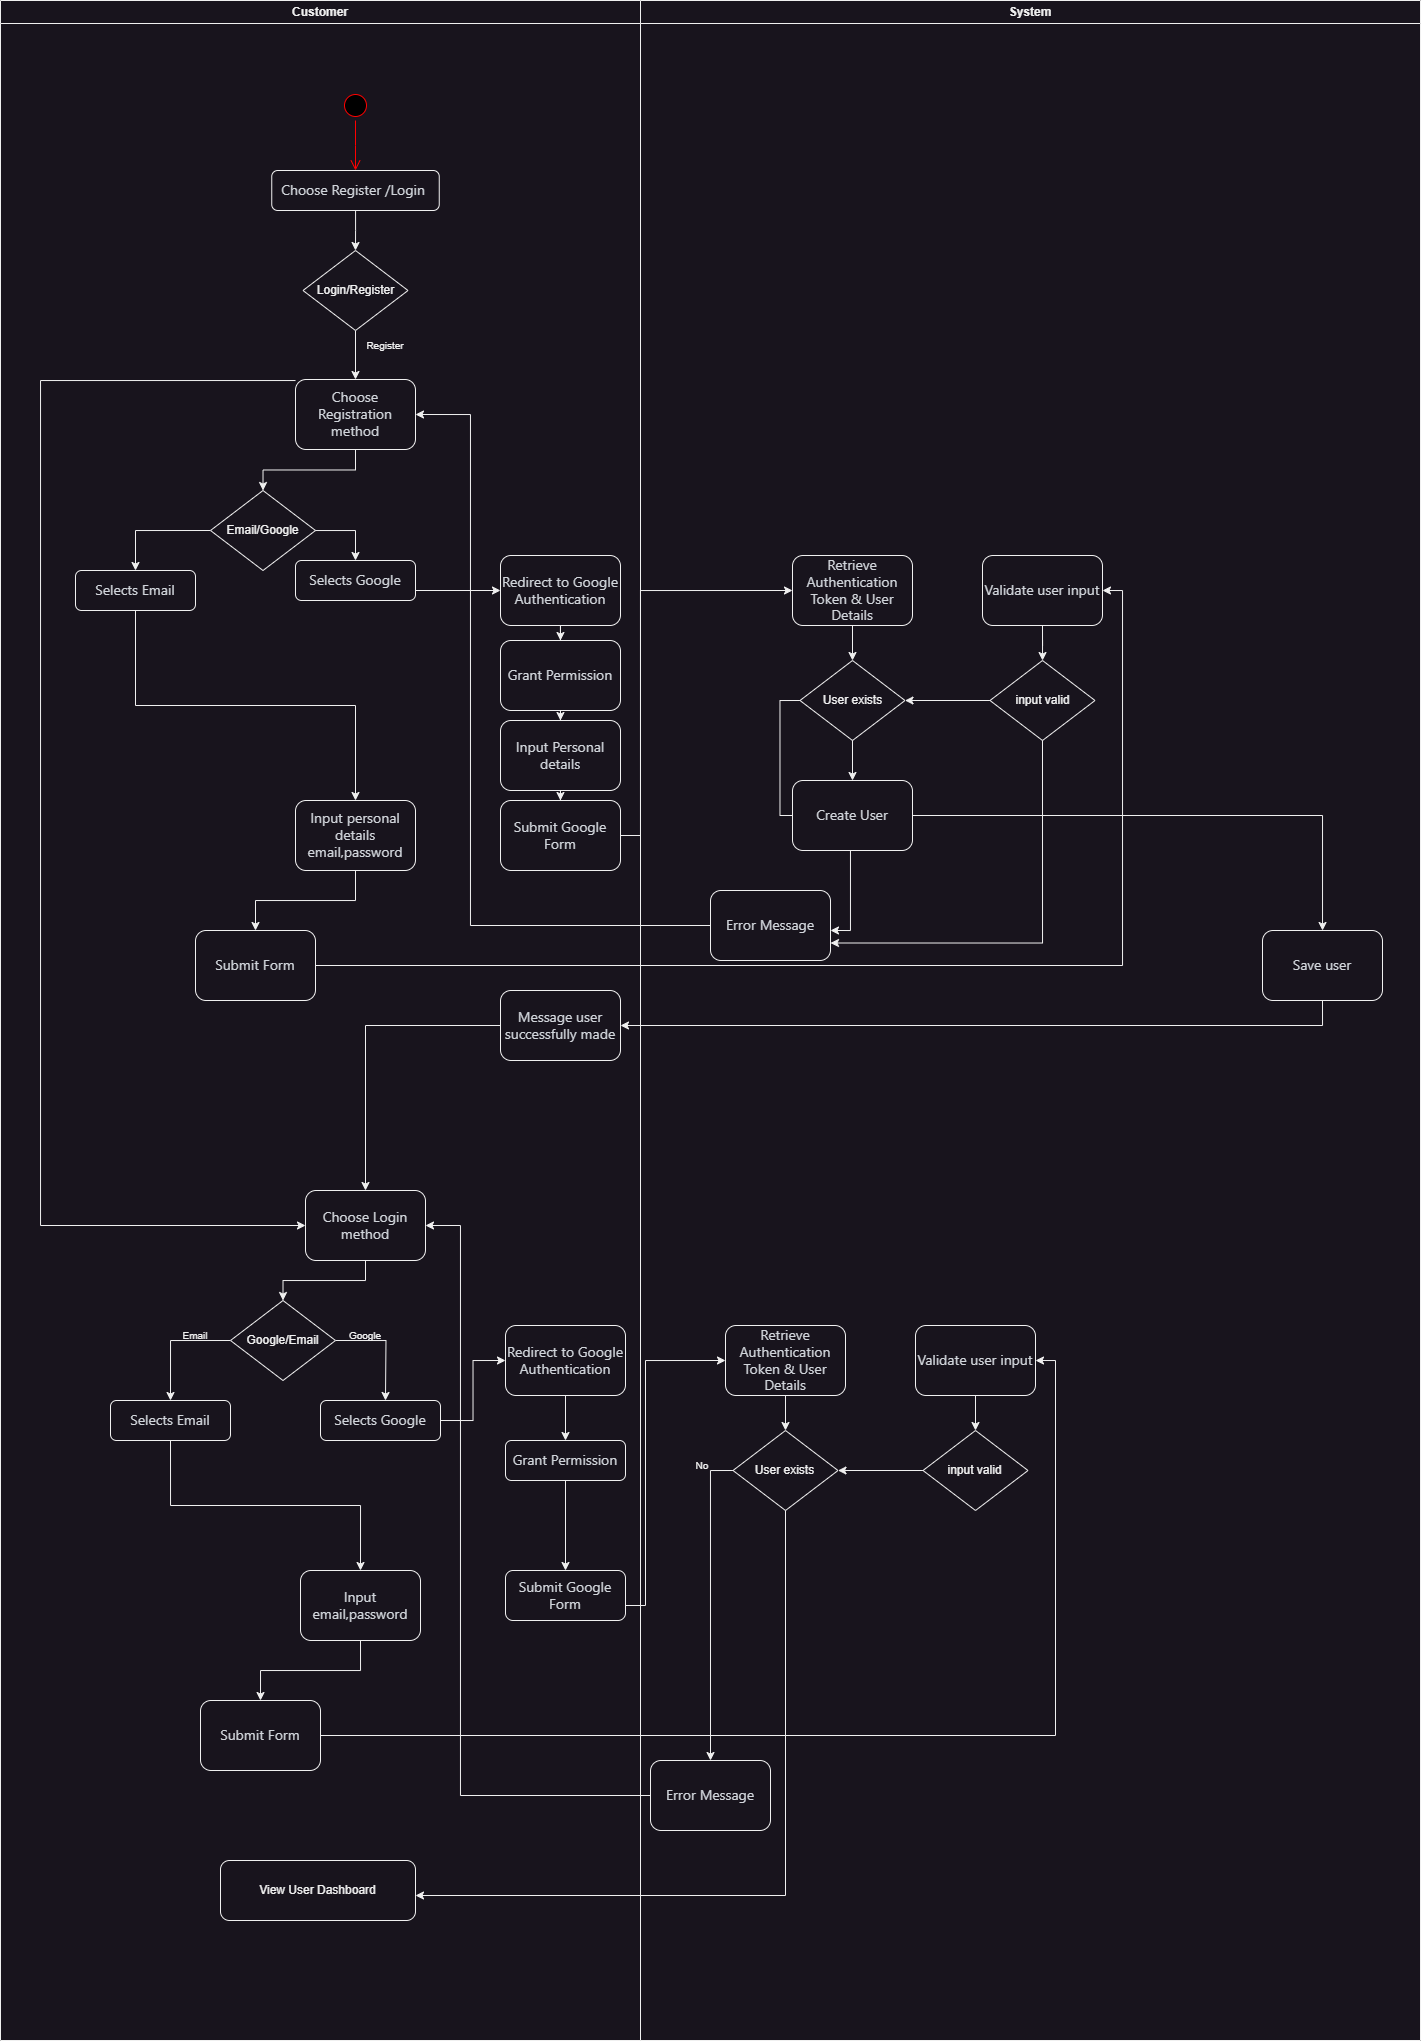 Customer
System
Choose Register /Login
Login/Register
Register
Choose
Registration
method
Email/Google
Selects Email
Selects Google
Redirect to Google
Authentication
Retrieve
Authentication
Token & User
Details
Validate user input
Grant Permission
User exists
input valid
Input Personal
details
Input personal
details
email,password
Submit Google
Form
Create User
Error Message
Submit Form
Save user
Message user
successfully made
Choose Login
method
Email
Google/Email
Google
Selects Email
Selects Google
Redirect to Google
Authentication
Retrieve
Authentication
Token & User
Details
Validate user input
Grant Permission
No
User exists
input valid
Input
email,password
Submit Google
Form
Submit Form
Error Message
View User Dashboard